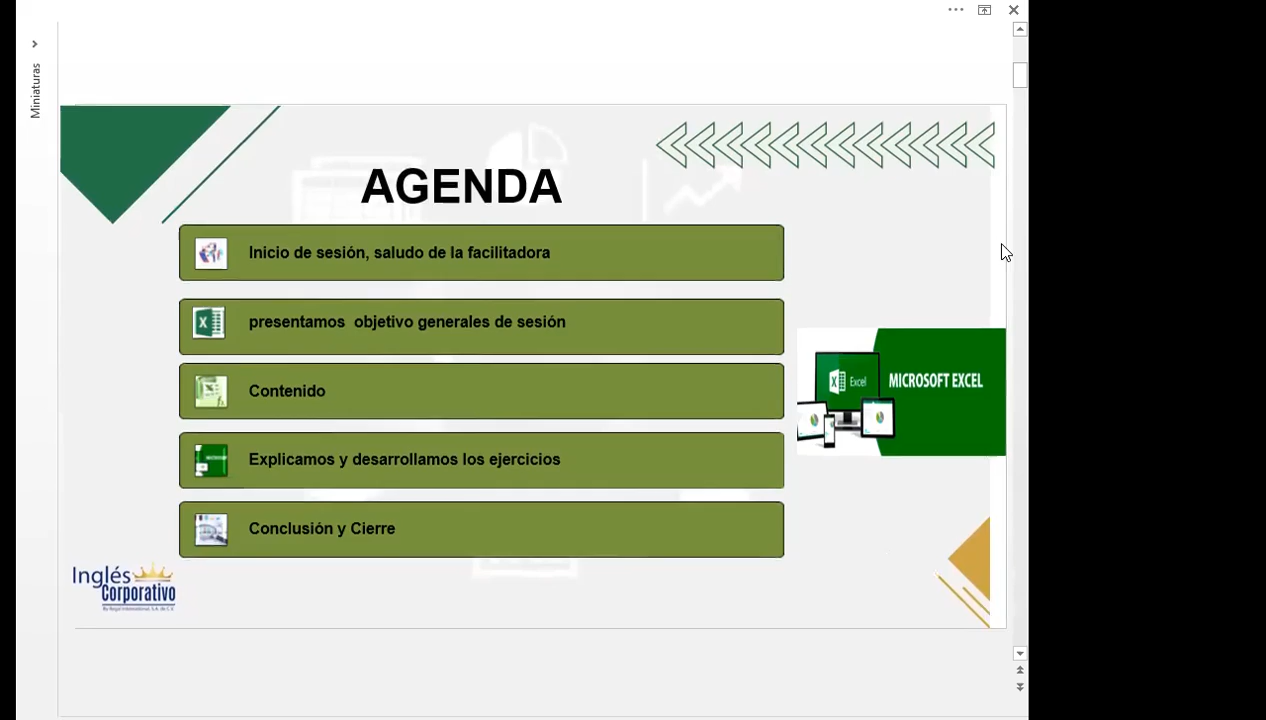 Miniaturas
AGENDA
Inicio de sesión, saludo de la facilitadora
presentamos  objetivo generales de sesión
Contenido
Explicamos y desarrollamos los ejercicios
Conclusión y Cierre
Excel
MICROSOFT EXCEL
Inglés
Corporativo